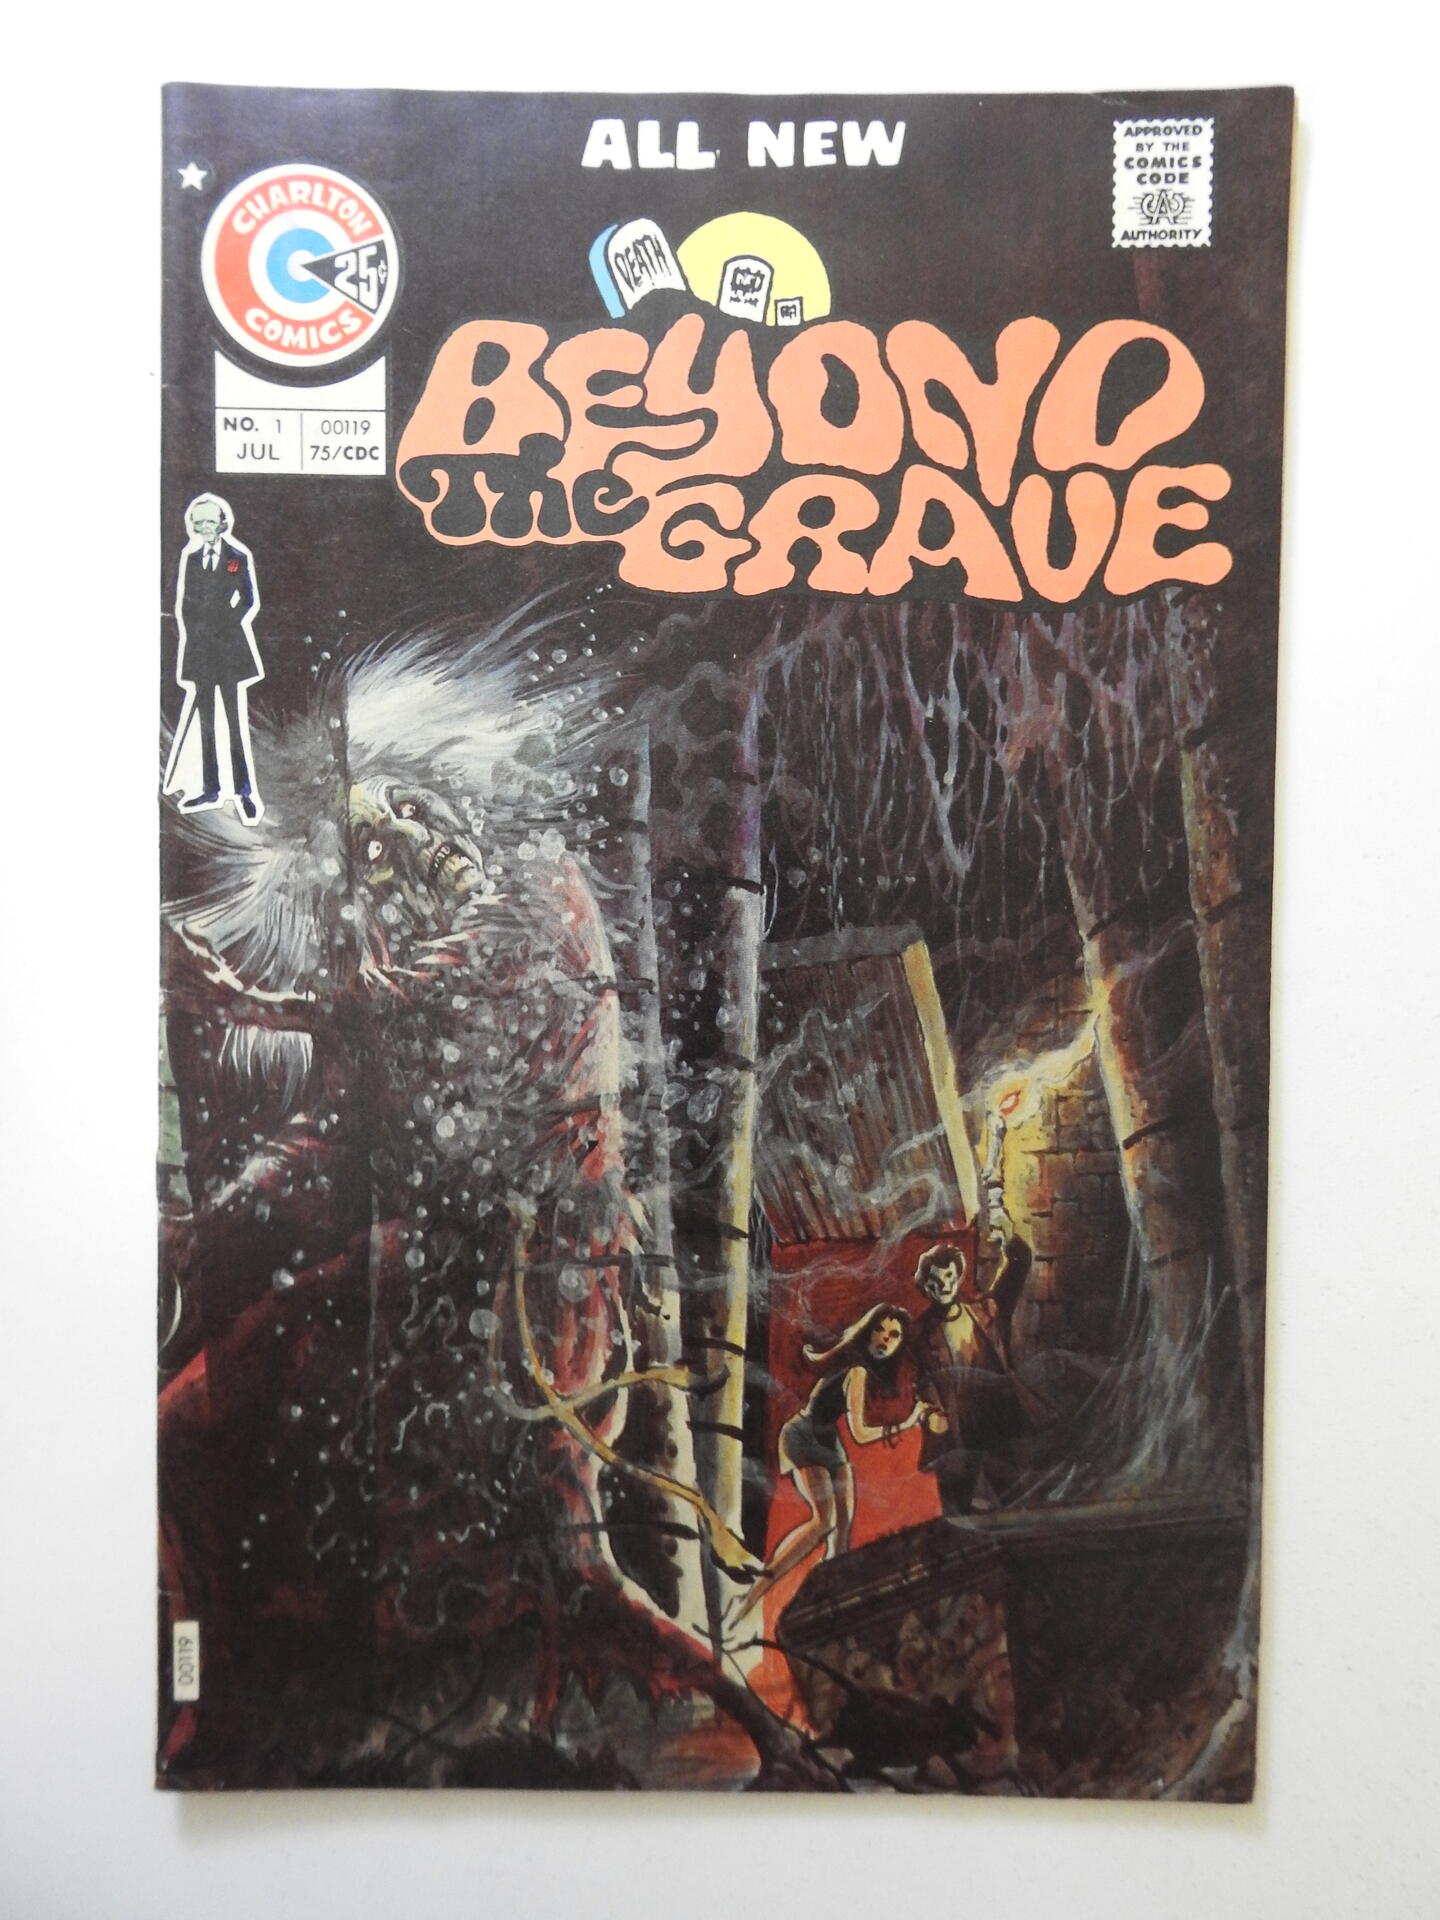 ALL NEW
APPROVED
BY THE
COMICS
CODE
CA
AUTHORITY
CHARLTON
C
25¢
COMICS
DEATH
BEYOND
The GRAVE
NO. 1
JUL
00119
75/CDC
00119